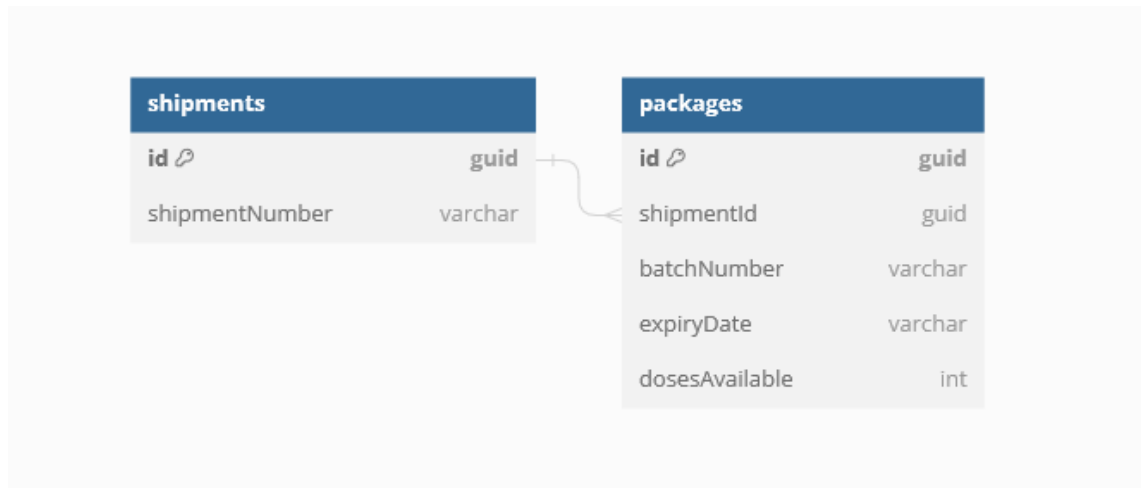 shipments
id guid
shipmentNumber varchar
packages
id guid
shipmentId guid
batchNumber varchar
expiryDate varchar
dosesAvailable int